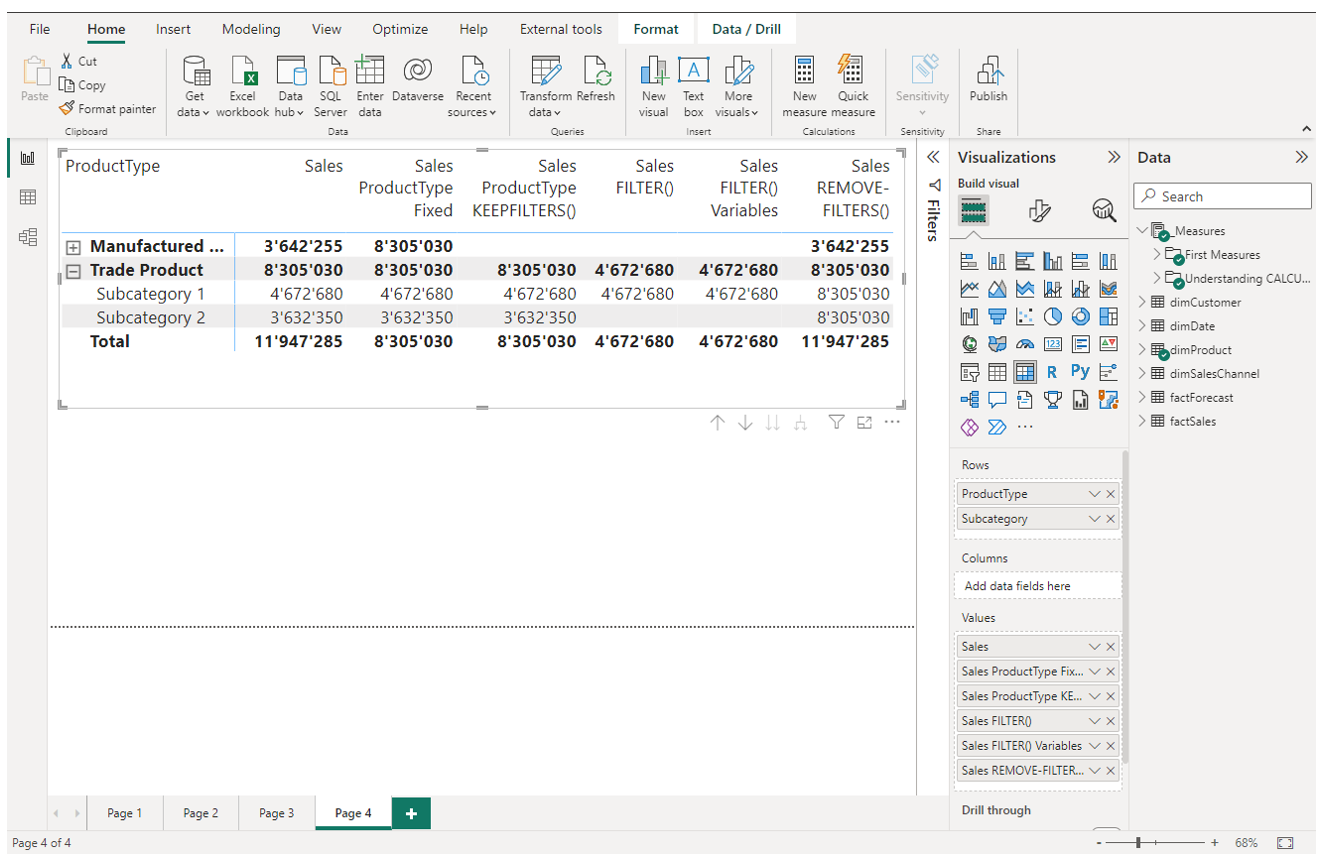 File Home Insert Modeling View Optimize Help External tools Format Data / Drill
Paste
Cut
Copy
Format painter
Clipboard
Get data
Excel workbook
Data hub
SQL Server
Enter data
Dataverse
Recent sources
Data
Transform data
Refresh
Queries
New visual
Text box
More visuals
Insert
New measure
Quick measure
Calculations
Sensitivity
Sensitivity
Publish
Share
ProductType Sales Sales ProductType Fixed Sales ProductType KEEPFILTERS() Sales FILTER() Sales FILTER() Variables Sales REMOVE-FILTERS()
Manufactured ... 3'642'255 8'305'030 3'642'255
Trade Product 8'305'030 8'305'030 8'305'030 4'672'680 4'672'680 8'305'030
Subcategory 1 4'672'680 4'672'680 4'672'680 4'672'680 4'672'680 8'305'030
Subcategory 2 3'632'350 3'632'350 3'632'350 8'305'030
Total 11'947'285 8'305'030 8'305'030 4'672'680 4'672'680 11'947'285
Filters
Visualizations
Build visual
123
R
Py
Rows
ProductType
Subcategory
Columns
Add data fields here
Values
Sales
Sales ProductType Fix...
Sales ProductType KE...
Sales FILTER()
Sales FILTER() Variables
Sales REMOVE-FILTER...
Drill through
Data
Search
_Measures
First Measures
Understanding CALCU...
dimCustomer
dimDate
dimProduct
dimSalesChannel
factForecast
factSales
Page 1 Page 2 Page 3 Page 4
Page 4 of 4
68%